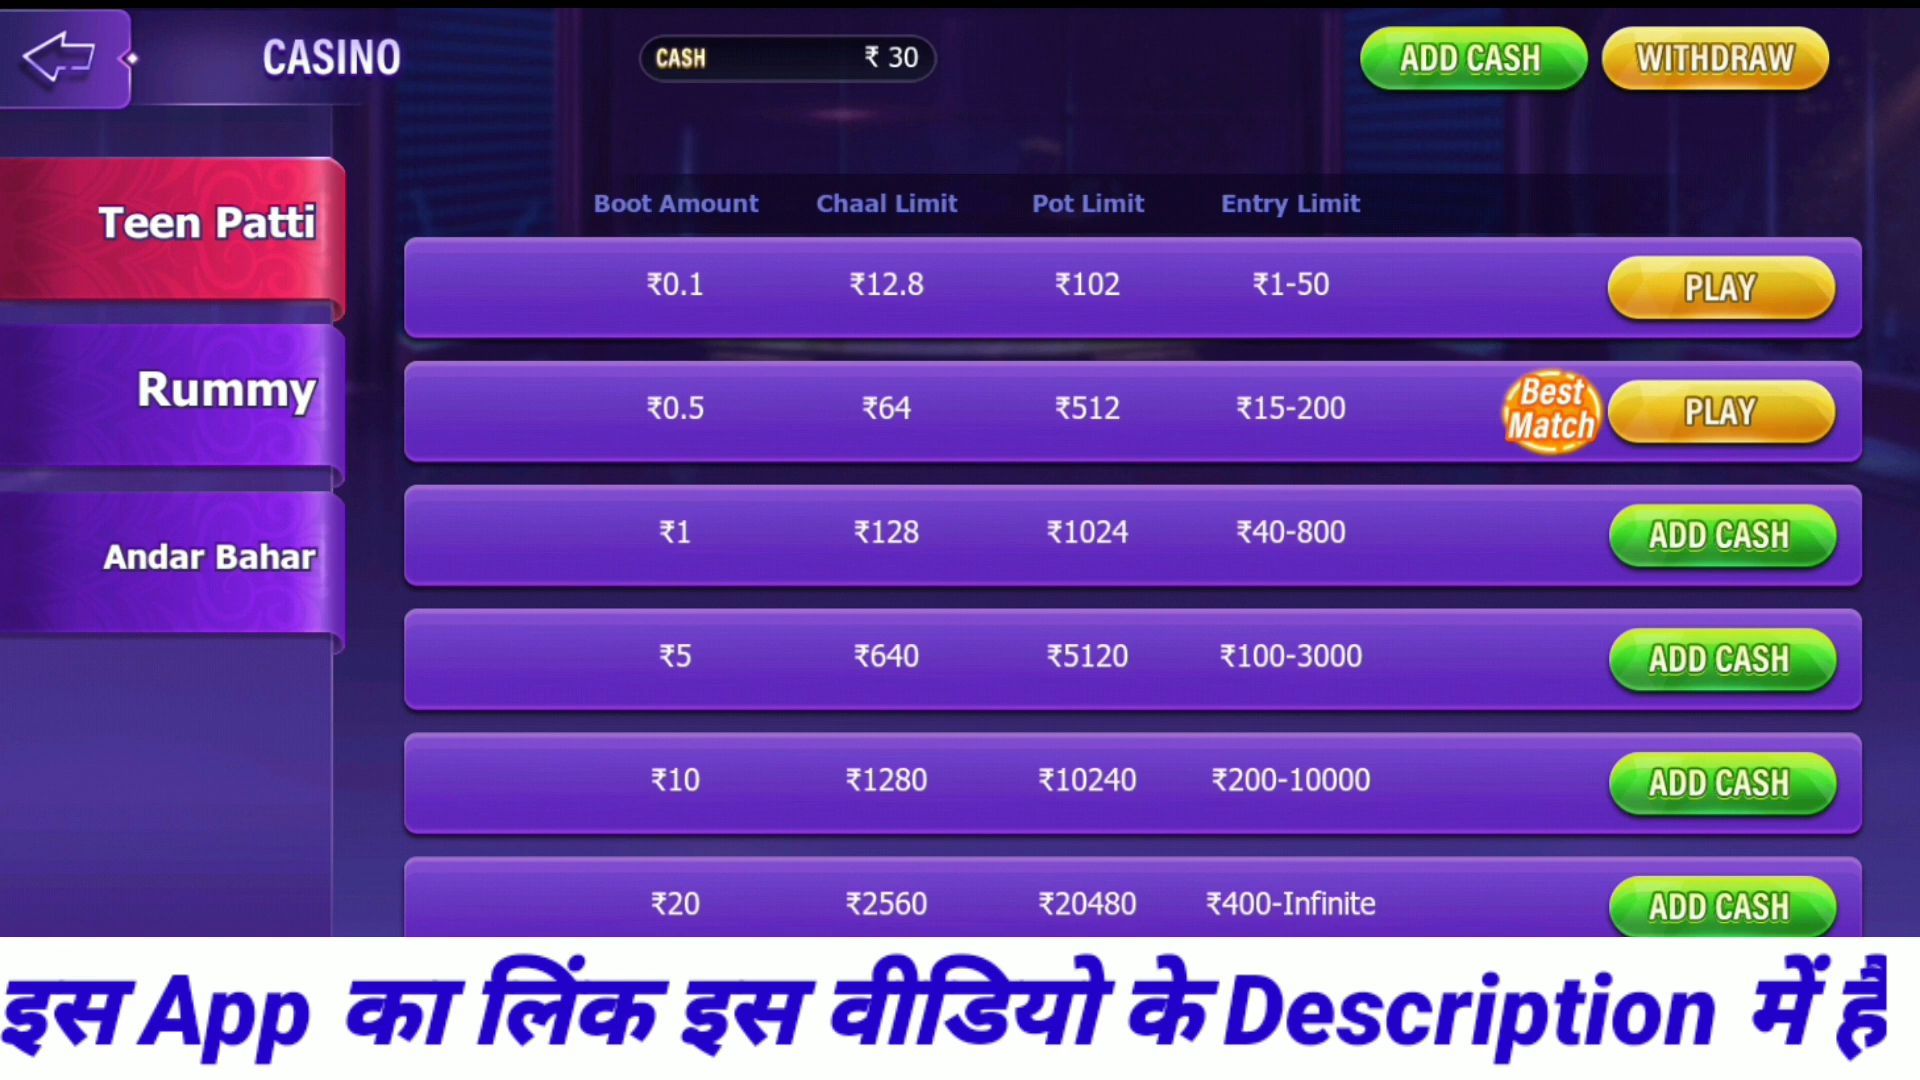 CASINO CASH ₹ 30 ADD CASH WITHDRAW
Teen Patti
Rummy
Andar Bahar
Boot Amount Chaal Limit Pot Limit Entry Limit
₹0.1 ₹12.8 ₹102 ₹1-50 PLAY
₹0.5 ₹64 ₹512 ₹15-200 Best Match PLAY
₹1 ₹128 ₹1024 ₹40-800 ADD CASH
₹5 ₹640 ₹5120 ₹100-3000 ADD CASH
₹10 ₹1280 ₹10240 ₹200-10000 ADD CASH
₹20 ₹2560 ₹20480 ₹400-Infinite ADD CASH
इस App का लिंक इस वीडियो के Description में है